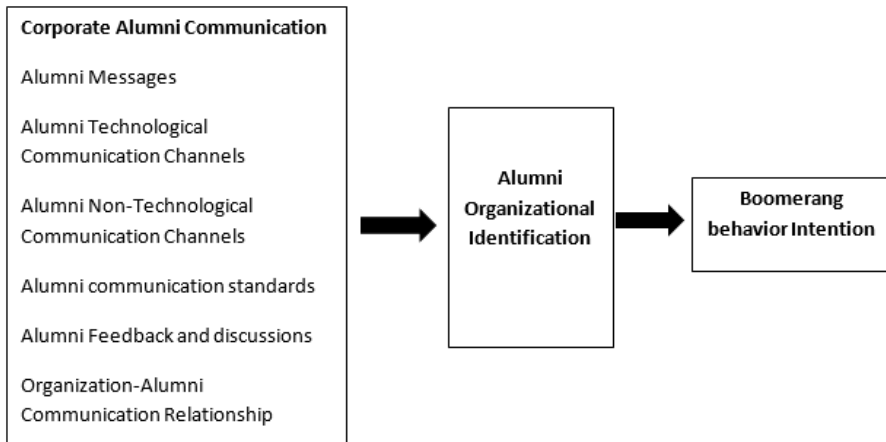 Corporate Alumni Communication
Alumni Messages
Alumni Technological
Communication Channels
Alumni Non-Technological
Communication Channels
Alumni communication standards
Alumni Feedback and discussions
Organization-Alumni
Communication Relationship
Alumni
Organizational
Identification
Boomerang
behavior Intention